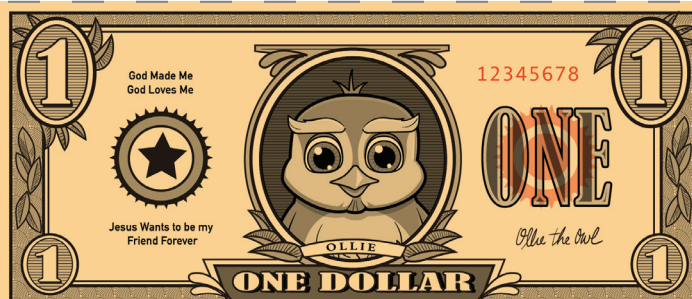 1
1
God Made Me
God Loves Me
12345678
ONE
Jesus Wants to be my
Friend Forever
Ollie the Owl
OLLIE
1
1
ONE DOLLAR